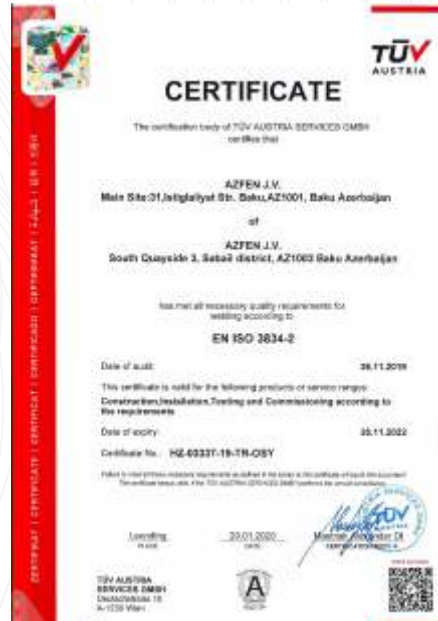 TÜV
AUSTRIA
CERTIFICATE
The certification body of TÜV AUSTRIA SERVICES GMBH
certifies that
AZFEN J.V.
Main Site:31,Istiglaliyat Str. Baku,AZ1001, Baku Azerbaijan
of
AZFEN J.V.
South Quayside 3, Sabail district, AZ1003 Baku Azerbaijan
has met all necessary quality requirements for
welding according to
EN ISO 3834-2
Date of audit: 26.11.2019
This certificate is valid for the following products or service ranges:
Construction,Installation,Testing and Commissioning according to
the requirements
Date of expiry: 25.11.2022
Certificate No.: HZ-03337-19-TR-OSY
Leonding 20.01.2020
PLACE DATE
TÜV AUSTRIA
SERVICES GMBH
Deutschstrasse 10
A-1230 Wien